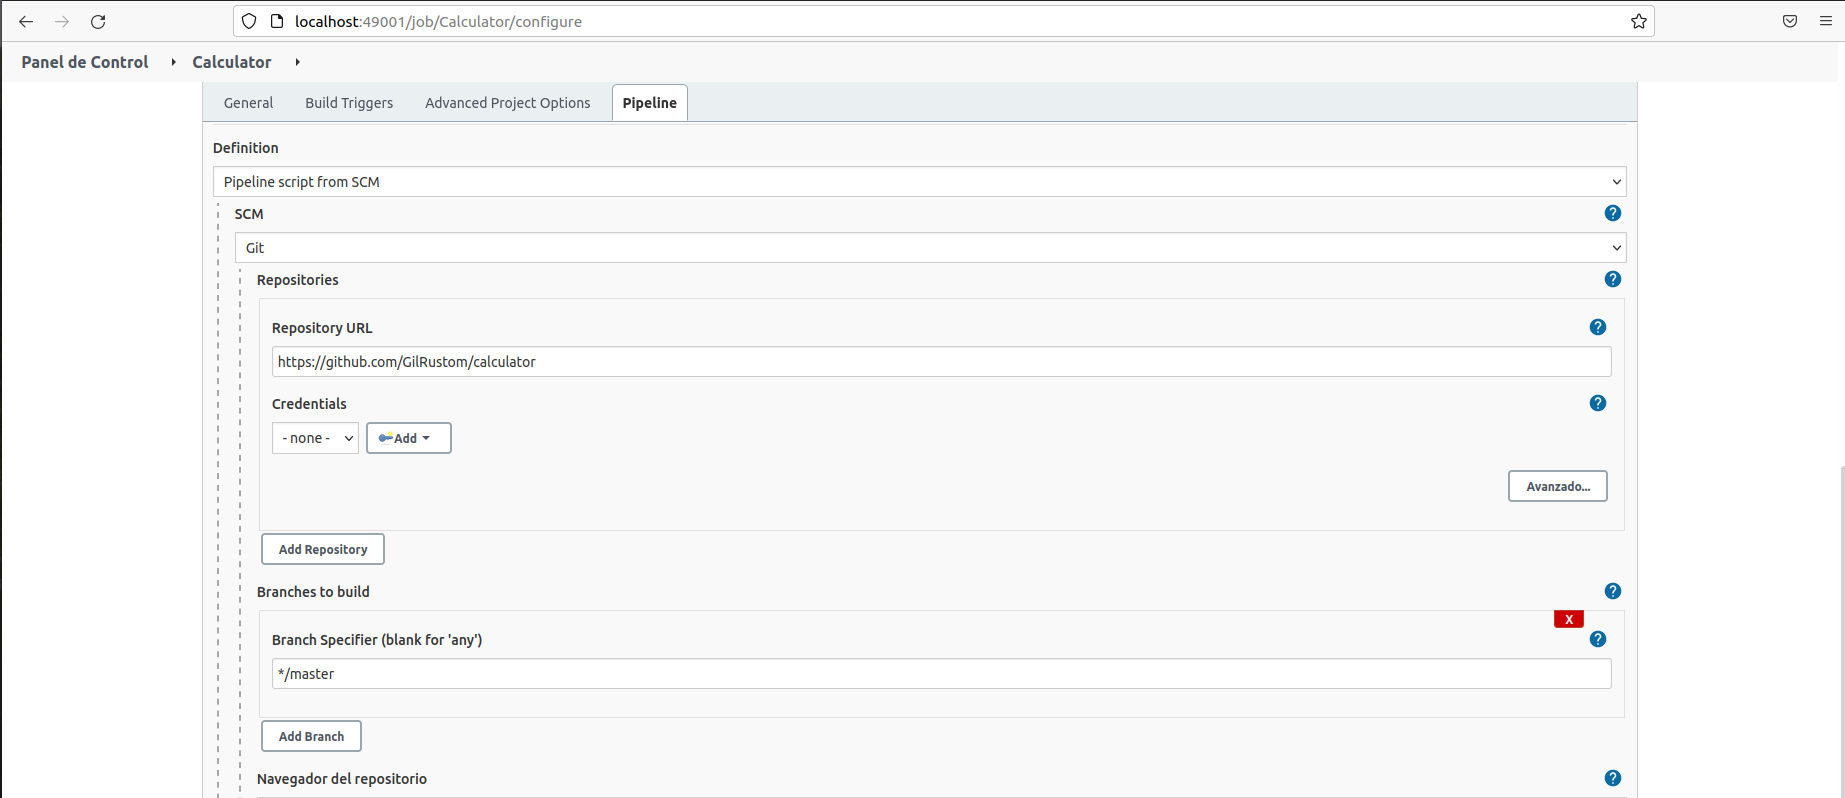 localhost:49001/job/Calculator/configure
Panel de Control Calculator
General Build Triggers Advanced Project Options Pipeline
Definition
Pipeline script from SCM
SCM
?
Git
Repositories
?
Repository URL
?
https://github.com/GilRustom/calculator
Credentials
?
- none - Add
Avanzado...
Add Repository
Branches to build
?
X
Branch Specifier (blank for 'any')
?
*/master
Add Branch
Navegador del repositorio
?